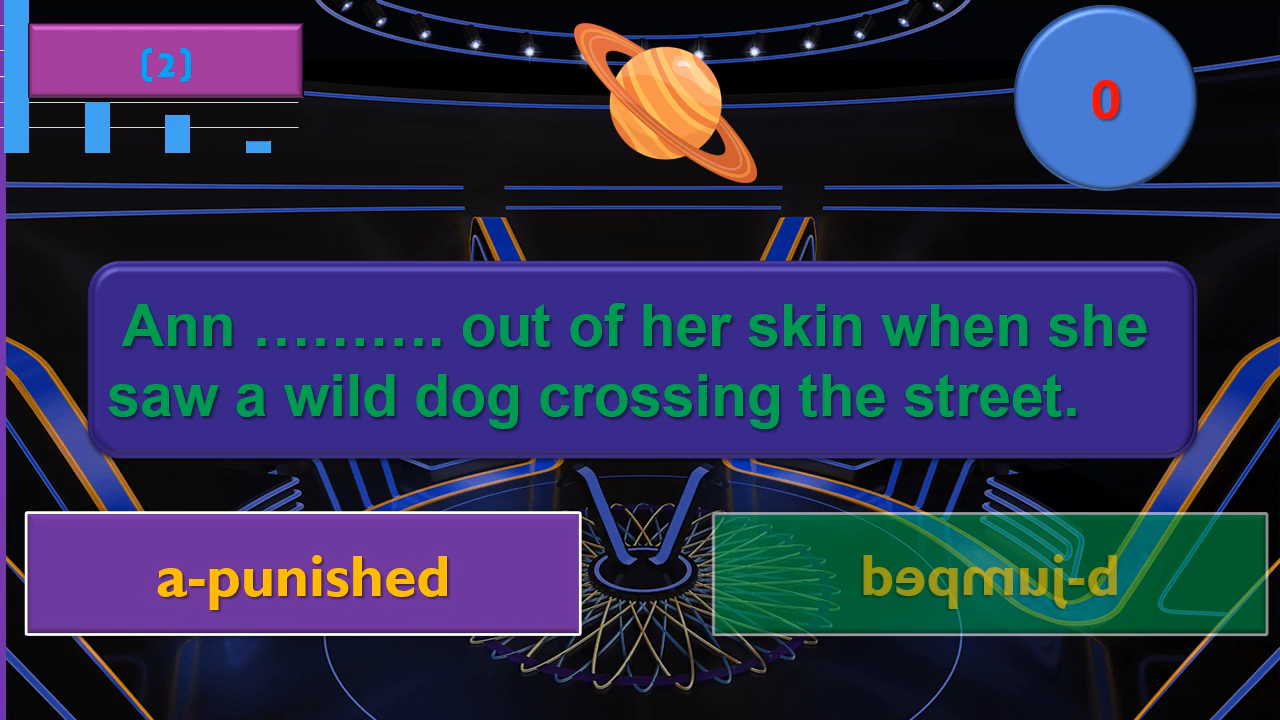 (2)
0
Ann ………. out of her skin when she
saw a wild dog crossing the street.
a-punished
b-jumped